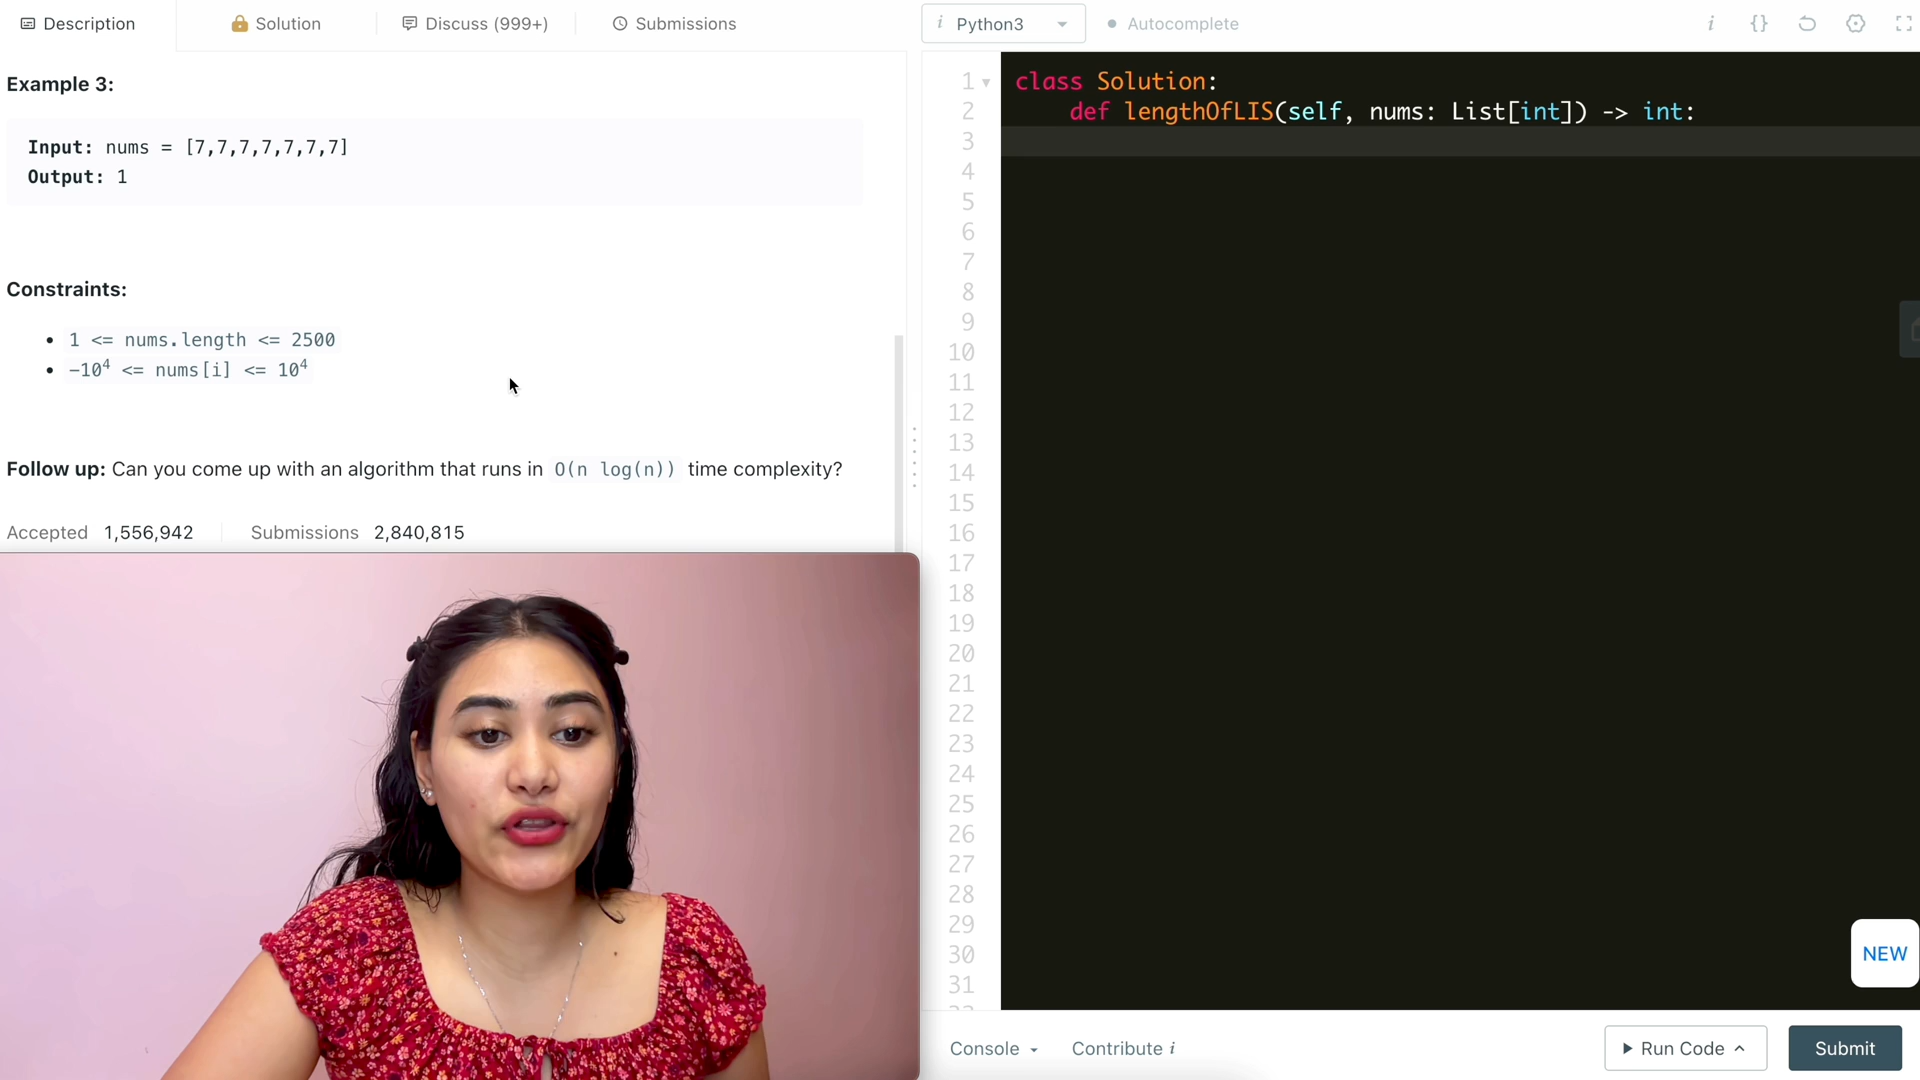 Description
Solution
Discuss (999+)
Submissions
Example 3:
Input: nums = [7,7,7,7,7,7,7]
Output: 1
Constraints:
1 <= nums.length <= 2500
-10⁴ <= nums[i] <= 10⁴
Follow up: Can you come up with an algorithm that runs in O(n log(n)) time complexity?
Accepted 1,556,942 Submissions 2,840,815
i Python3
Autocomplete
i {}
1 class Solution:
2 def lengthOfLIS(self, nums: List[int]) -> int:
3
4
5
6
7
8
9
10
11
12
13
14
15
16
17
18
19
20
21
22
23
24
25
26
27
28
29
30
31
NEW
Console
Contribute i
Run Code
Submit